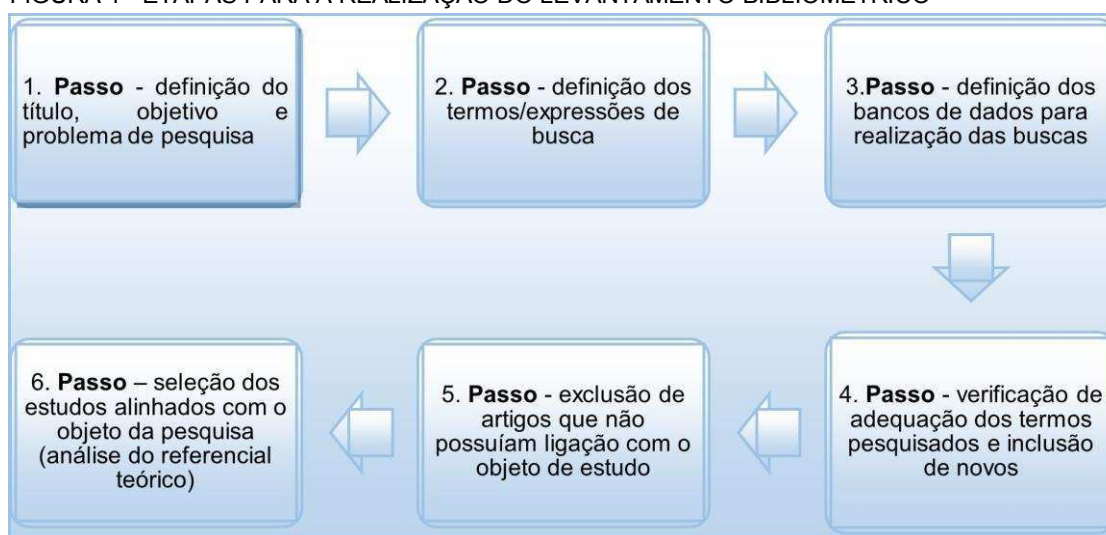 FIGURA 1 - ETAPAS PARA A REALIZAÇÃO DO LEVANTAMENTO BIBLIOMÉTRICO
1. Passo - definição do
título, objetivo e
problema de pesquisa
2. Passo - definição dos
termos/expressões de
busca
3.Passo - definição dos
bancos de dados para
realização das buscas
4. Passo - verificação de
adequação dos termos
pesquisados e inclusão
de novos
5. Passo - exclusão de
artigos que não
possuíam ligação com o
objeto de estudo
6. Passo – seleção dos
estudos alinhados com o
objeto da pesquisa
(análise do referencial
teórico)